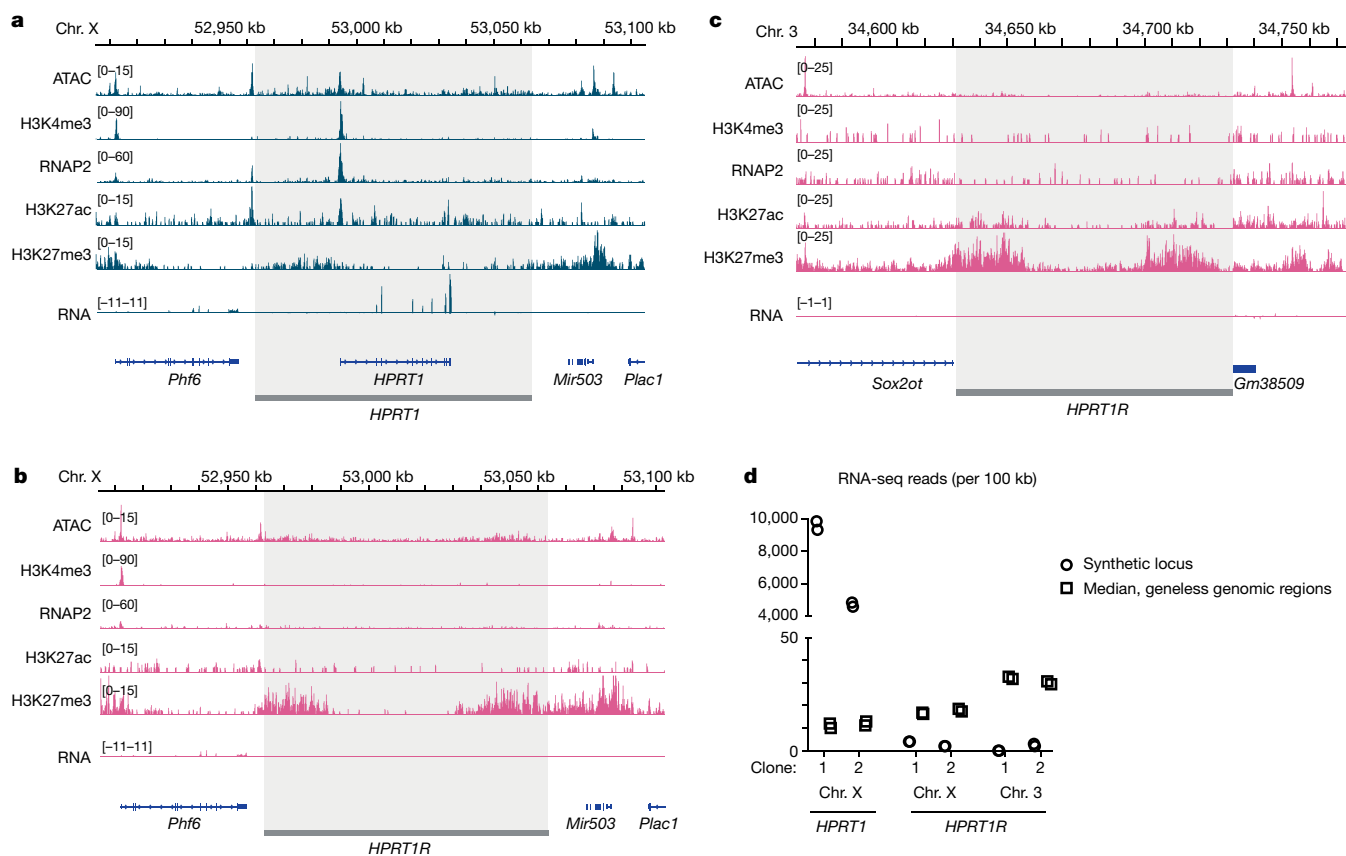 a
Chr. X
52,950 kb 53,000 kb 53,050 kb 53,100 kb
ATAC [0–15]
H3K4me3 [0–90]
RNAP2 [0–60]
H3K27ac [0–15]
H3K27me3 [0–15]
RNA [–11–11]
Phf6 HPRT1 Mir503 Plac1
HPRT1
b
Chr. X
52,950 kb 53,000 kb 53,050 kb 53,100 kb
ATAC [0–15]
H3K4me3 [0–90]
RNAP2 [0–60]
H3K27ac [0–15]
H3K27me3 [0–15]
RNA [–11–11]
Phf6 Mir503 Plac1
HPRT1R
c
Chr. 3
34,600 kb 34,650 kb 34,700 kb 34,750 kb
ATAC [0–25]
H3K4me3 [0–25]
RNAP2 [0–25]
H3K27ac [0–25]
H3K27me3 [0–25]
RNA [–1–1]
Sox2ot Gm38509
HPRT1R
d
RNA-seq reads (per 100 kb)
10,000
8,000
6,000
4,000
50
0
Synthetic locus
Median, geneless genomic regions
Clone: 1 2 1 2 1 2
Chr. X Chr. X Chr. 3
HPRT1 HPRT1R